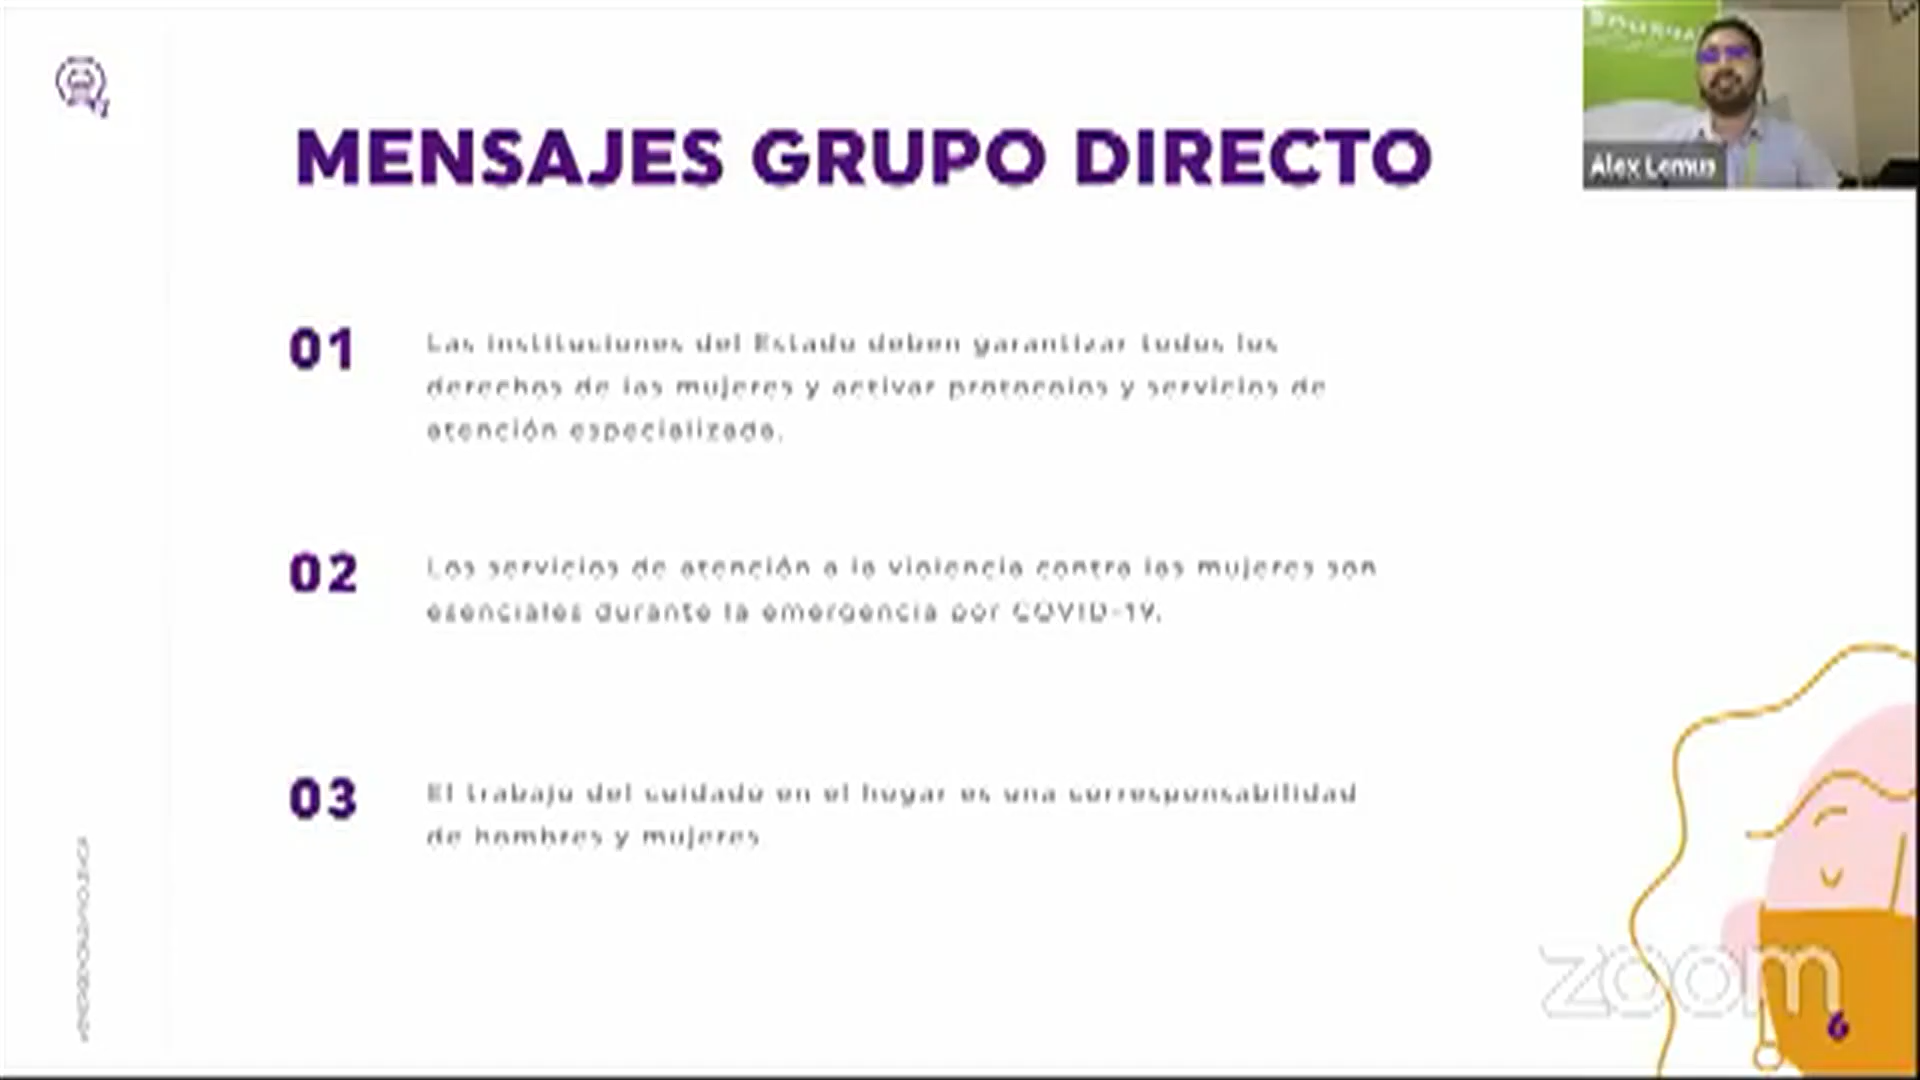 MENSAJES GRUPO DIRECTO
Alex Lemus
01
Las instituciones del Estado deben garantizar todos los
derechos de las mujeres y activar protocolos y servicios de
atención especializada.
02
Los servicios de atención a la violencia contra las mujeres son
esenciales durante la emergencia por COVID-19.
03
El trabajo del cuidado en el hogar es una corresponsabilidad
de hombres y mujeres
zoom
6